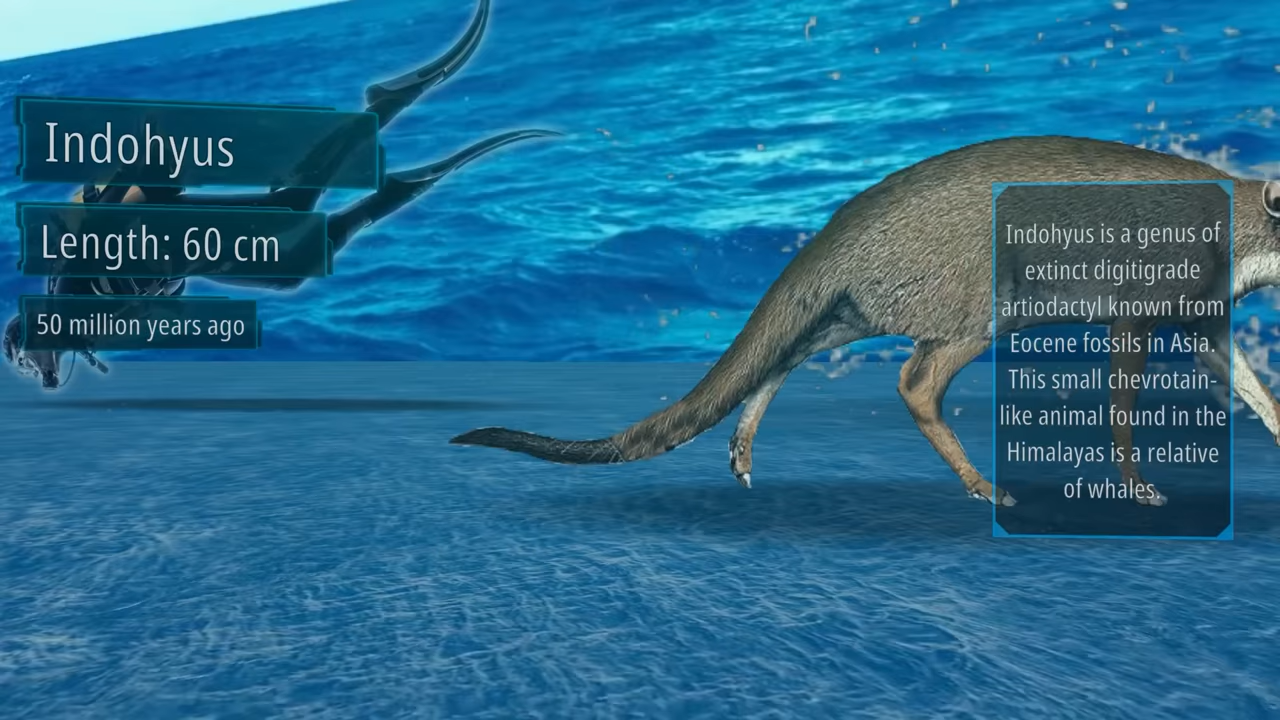 Indohyus
Length: 60 cm
50 million years ago
Indohyus is a genus of
extinct digitigrade
artiodactyl known from
Eocene fossils in Asia.
This small chevrotain-
like animal found in the
Himalayas is a relative
of whales.